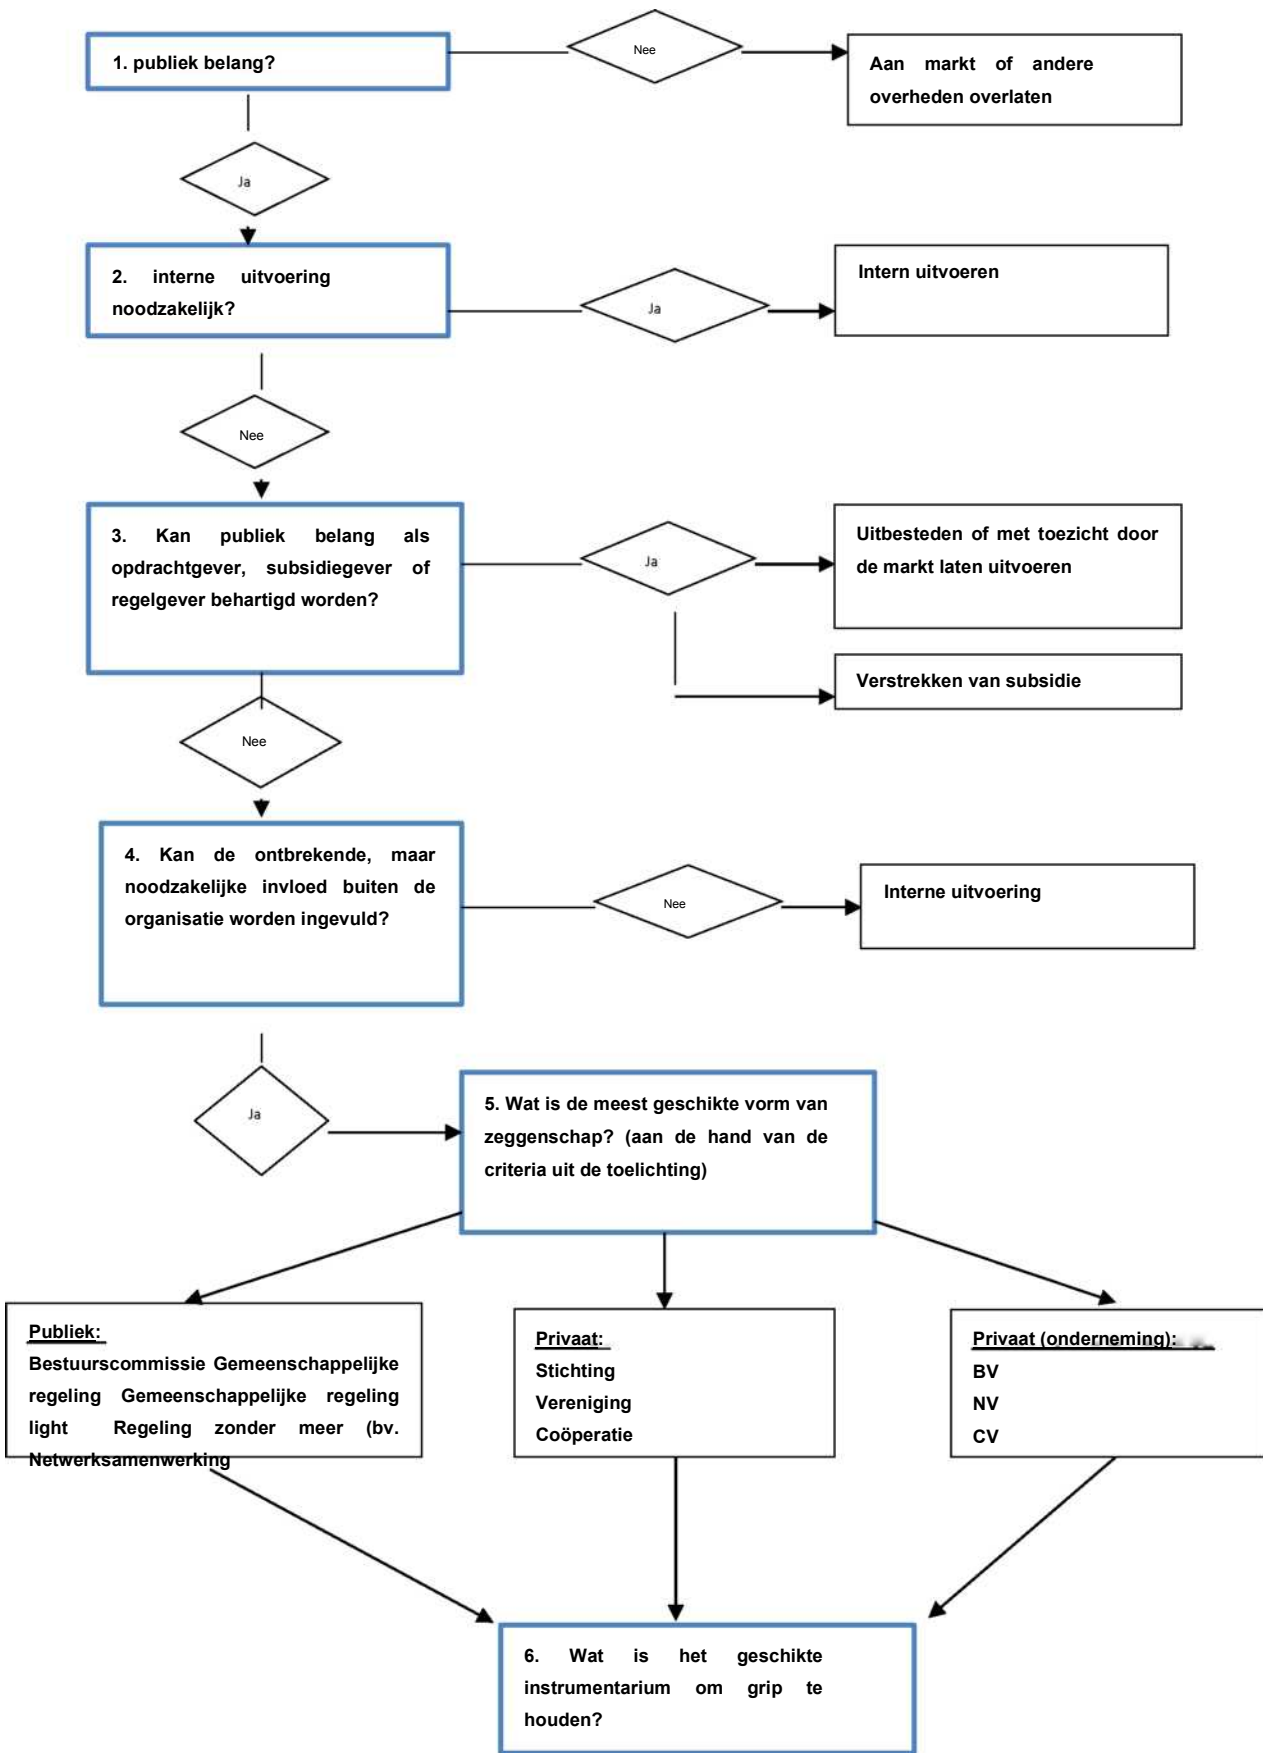 1. publiek belang?
Nee
Aan markt of andere
overheden overlaten
Ja
2. interne uitvoering
noodzakelijk?
Ja
Intern uitvoeren
Nee
3. Kan publiek belang als
opdrachtgever, subsidiegever of
regelgever behartigd worden?
Ja
Uitbesteden of met toezicht door
de markt laten uitvoeren
Verstrekken van subsidie
Nee
4. Kan de ontbrekende, maar
noodzakelijke invloed buiten de
organisatie worden ingevuld?
Nee
Interne uitvoering
Ja
5. Wat is de meest geschikte vorm van
zeggenschap? (aan de hand van de
criteria uit de toelichting)
Publiek:
Bestuurscommissie Gemeenschappelijke
regeling Gemeenschappelijke regeling
light Regeling zonder meer (bv.
Netwerksamenwerking
Privaat:
Stichting
Vereniging
Coöperatie
Privaat (onderneming):
BV
NV
CV
6. Wat is het geschikte
instrumentarium om grip te
houden?